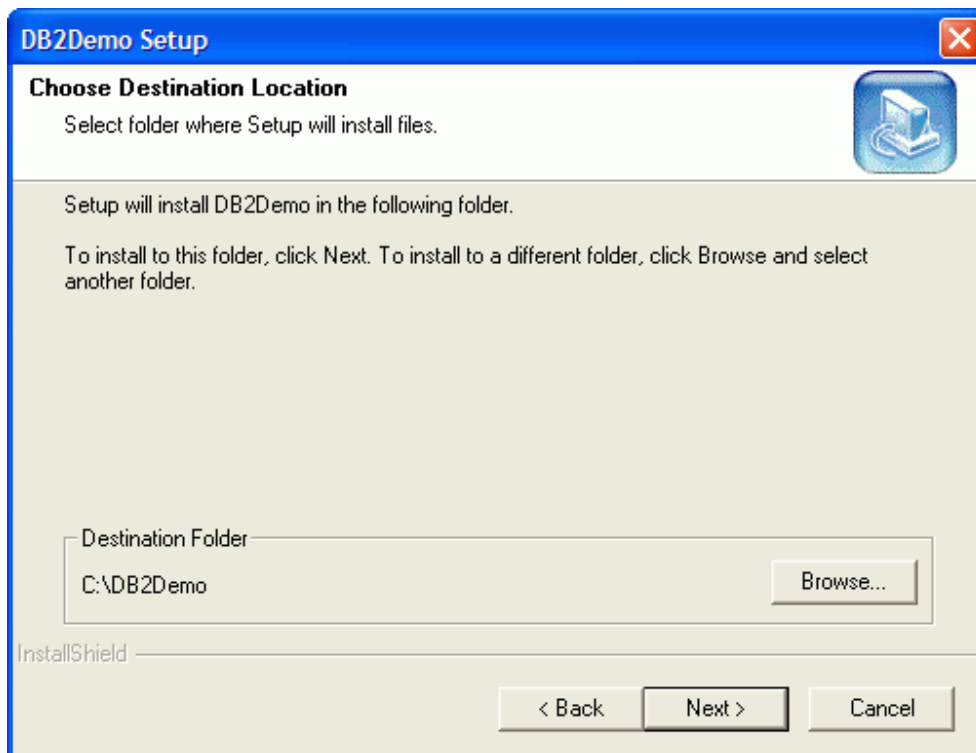 DB2Demo Setup
Choose Destination Location
Select folder where Setup will install files.
Setup will install DB2Demo in the following folder.
To install to this folder, click Next. To install to a different folder, click Browse and select
another folder.
Destination Folder
C:\DB2Demo
Browse...
InstallShield
< Back
Next >
Cancel